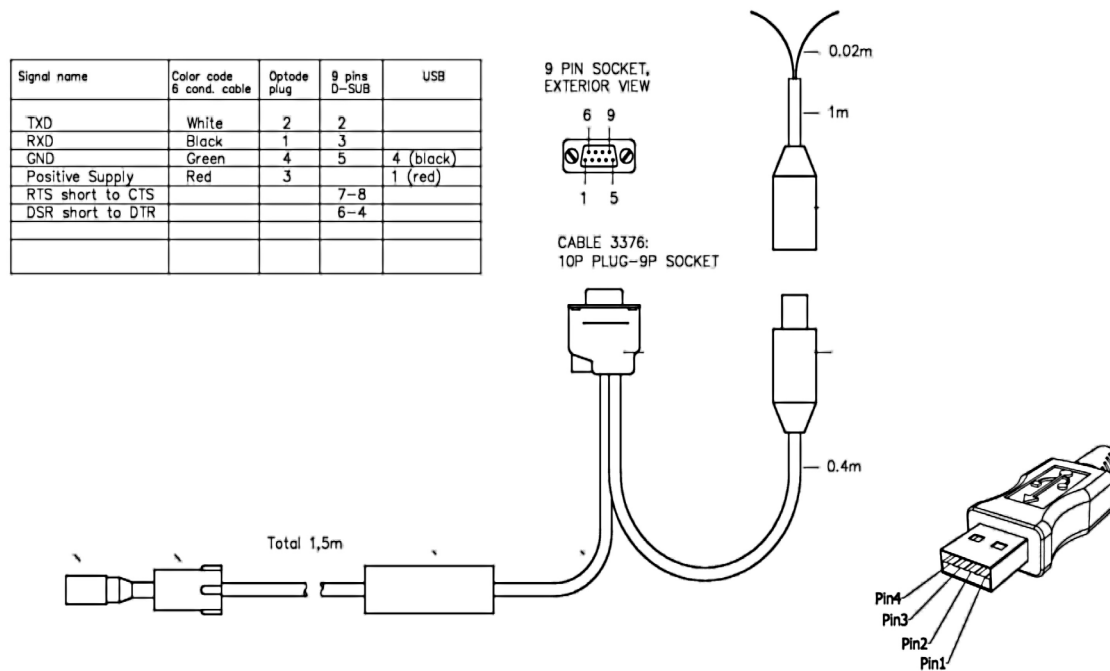 Signal name Color code 6 cond. cable Optode plug 9 pins D-SUB USB
TXD White 2 2
RXD Black 1 3
GND Green 4 5 4 (black)
Positive Supply Red 3 1 (red)
RTS short to CTS 7-8
DSR short to DTR 6-4
9 PIN SOCKET,
EXTERIOR VIEW
6 9
1 5
CABLE 3376:
10P PLUG-9P SOCKET
0.02m
1m
0.4m
Total 1,5m
Pin4
Pin3
Pin2
Pin1